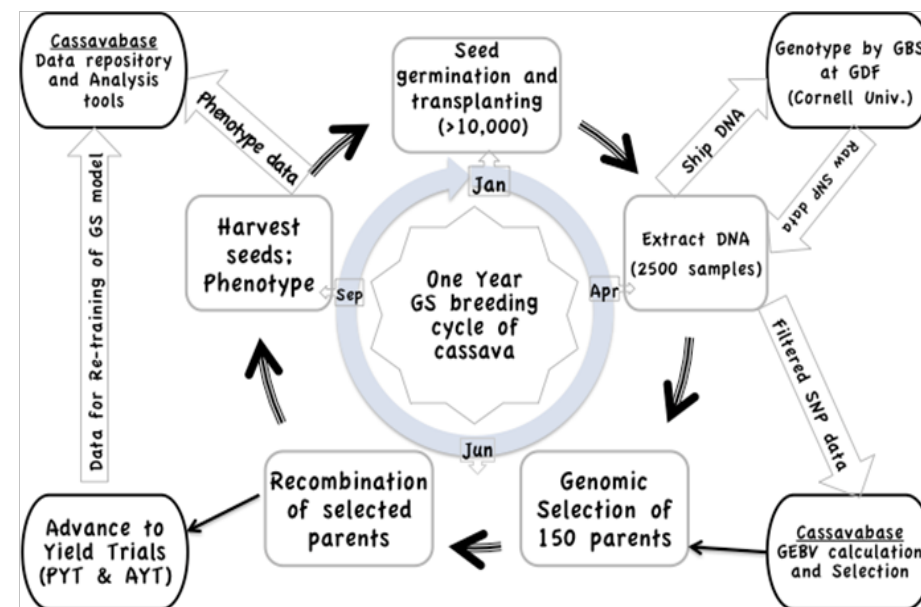 Cassavabase
Data repository
and Analysis
tools
Seed
germination and
transplanting
(>10,000)
Genotype by GBS
at GDF
(Cornell Univ.)
Phenotype data
Ship DNA
Raw SNP data
Jan
Harvest
seeds;
Phenotype
Extract DNA
(2500 samples)
Sep
Apr
One Year
GS breeding
cycle of
cassava
Data for Re-training of GS model
Filtered SNP data
Jun
Recombination
of selected
parents
Genomic
Selection of
150 parents
Advance to
Yield Trials
(PYT & AYT)
Cassavabase
GEBV calculation
and Selection